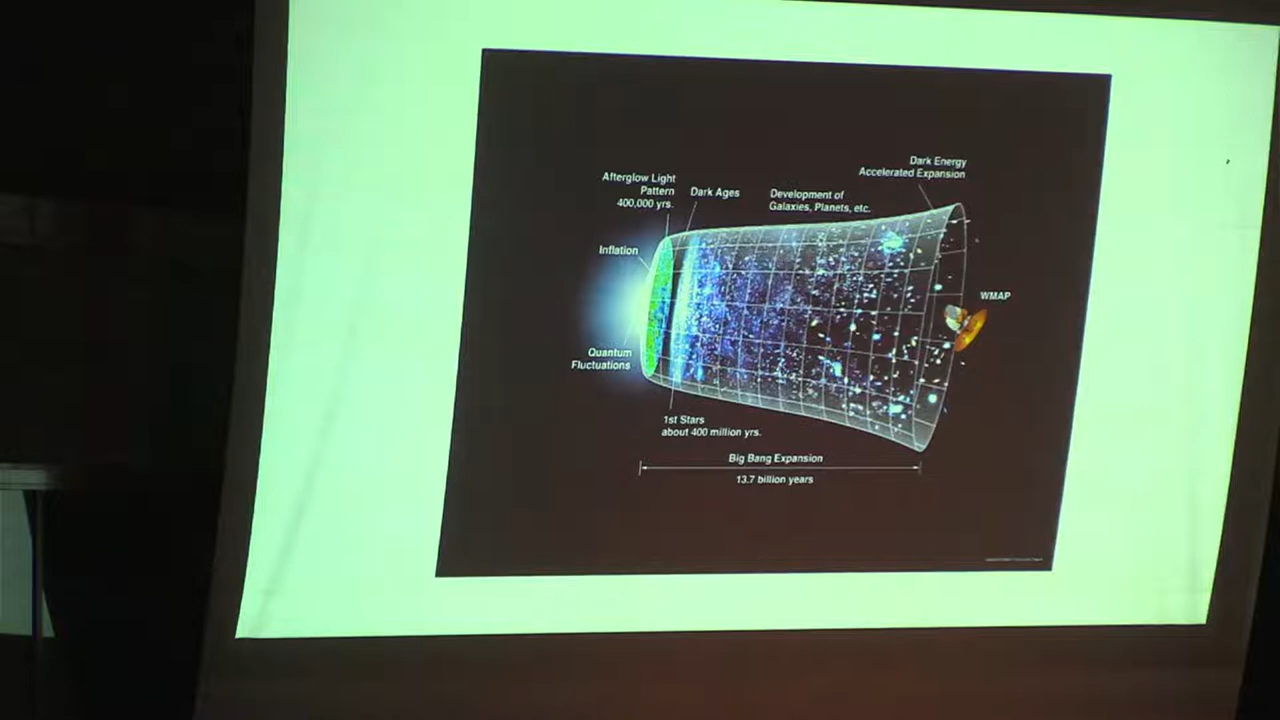 Dark Energy
Accelerated Expansion
Afterglow Light
Pattern
400,000 yrs.
Dark Ages
Development of
Galaxies, Planets, etc.
Inflation
WMAP
Quantum
Fluctuations
1st Stars
about 400 million yrs.
Big Bang Expansion
13.7 billion years